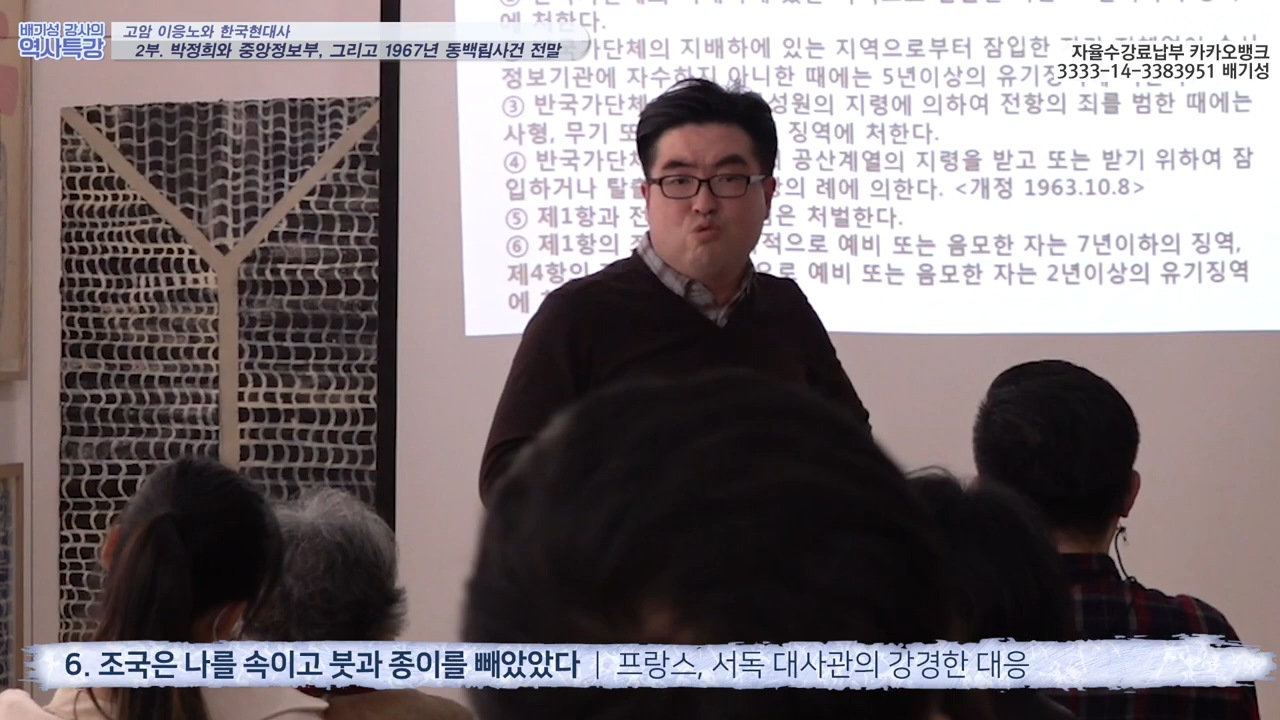 배기성 강사의
역사특강
고암 이응노와 한국현대사
2부. 박정희와 중앙정보부, 그리고 1967년 동백림사건 전말
자율수강료납부 카카오뱅크
3333-14-3383951 배기성
에 처한다.
가단체의 지배하에 있는 지역으로부터 잠입한
정보기관에 자수하지 아니한 때에는 5년이상의 유기징
③ 반국가단체 성원의 지령에 의하여 전항의 죄를 범한 때에는
사형, 무기 또 징역에 처한다.
④ 반국가단체 공산계열의 지령을 받고 또는 받기 위하여 잠
입하거나 탈출 의 례에 의한다. <개정 1963.10.8>
⑤ 제1항과 전 은 처벌한다.
⑥ 제1항의 적으로 예비 또는 음모한 자는 7년이하의 징역,
제4항의 으로 예비 또는 음모한 자는 2년이상의 유기징역
에
6. 조국은 나를 속이고 붓과 종이를 빼았았다 | 프랑스, 서독 대사관의 강경한 대응